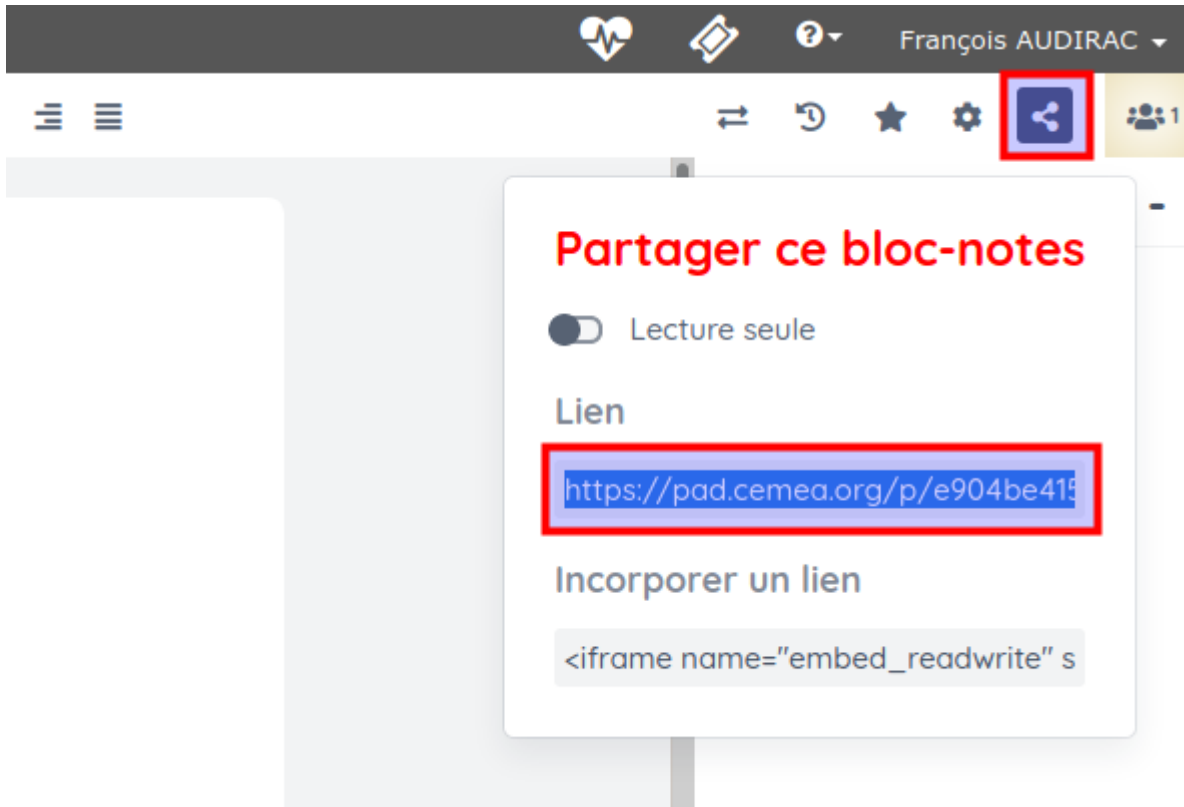 François AUDIRAC
1
Partager ce bloc-notes
Lecture seule
Lien
https://pad.cemea.org/p/e904be415
Incorporer un lien
<iframe name="embed_readwrite" s